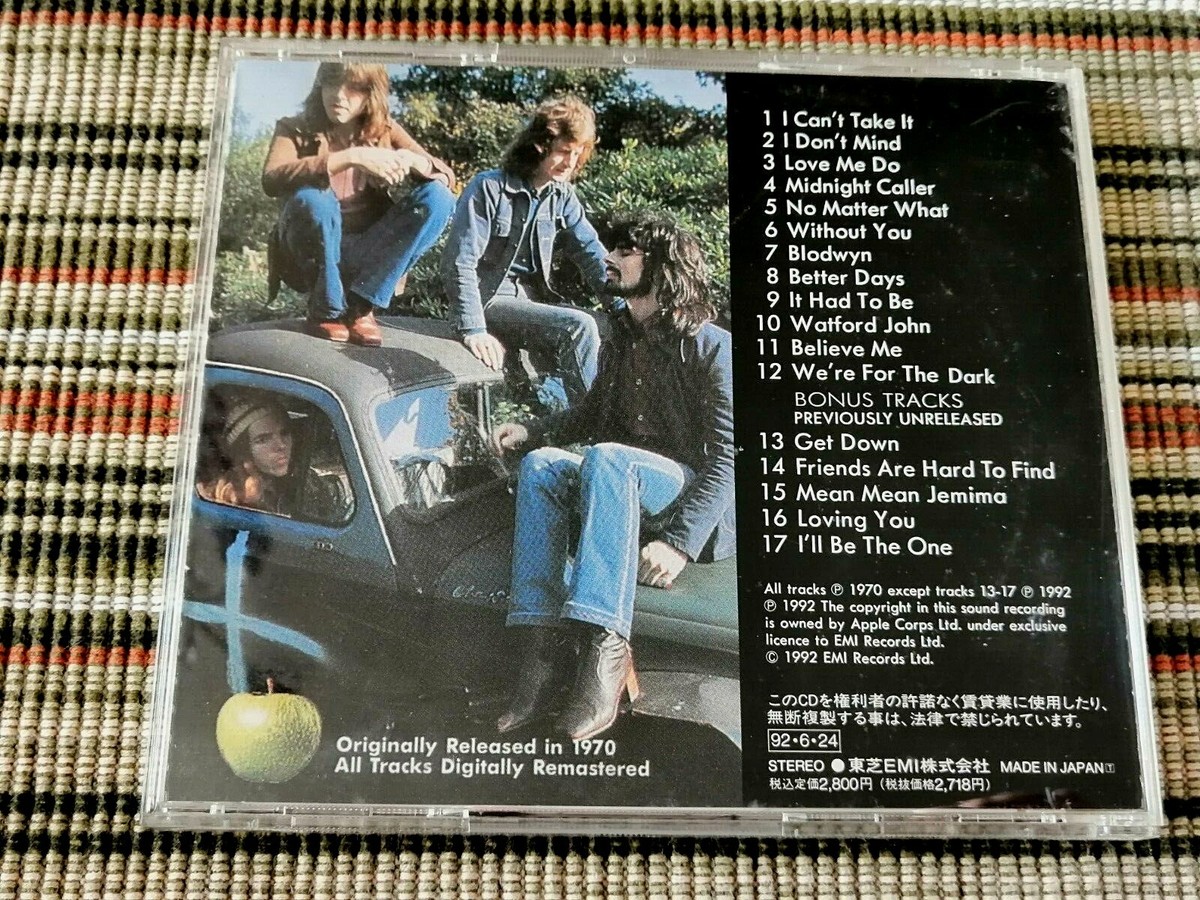 1 I Can't Take It
2 I Don't Mind
3 Love Me Do
4 Midnight Caller
5 No Matter What
6 Without You
7 Blodwyn
8 Better Days
9 It Had To Be
10 Watford John
11 Believe Me
12 We're For The Dark
BONUS TRACKS
PREVIOUSLY UNRELEASED
13 Get Down
14 Friends Are Hard To Find
15 Mean Mean Jemima
16 Loving You
17 I'll Be The One
All tracks ℗ 1970 except tracks 13-17 ℗ 1992
℗ 1992 The copyright in this sound recording
is owned by Apple Corps Ltd. under exclusive
licence to EMI Records Ltd.
© 1992 EMI Records Ltd.
このCDを権利者の許諾なく賃貸業に使用したり、
無断複製する事は、法律で禁じられています。
92・6・24
STEREO ●東芝EMI株式会社 MADE IN JAPAN Ⓣ
税込定価2,800円 (税抜価格2,718円)
Originally Released in 1970
All Tracks Digitally Remastered